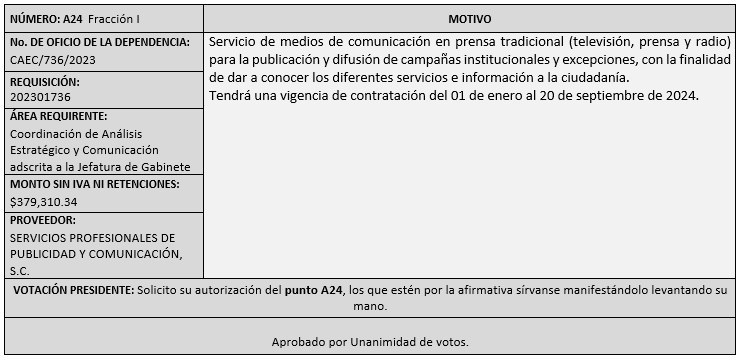 NÚMERO: A24 Fracción I
MOTIVO
No. DE OFICIO DE LA DEPENDENCIA:
CAEC/736/2023
REQUISICIÓN:
202301736
ÁREA REQUIRENTE:
Coordinación de Análisis
Estratégico y Comunicación
adscrita a la Jefatura de Gabinete
MONTO SIN IVA NI RETENCIONES:
$379,310.34
PROVEEDOR:
SERVICIOS PROFESIONALES DE
PUBLICIDAD Y COMUNICACIÓN,
S.C.
Servicio de medios de comunicación en prensa tradicional (televisión, prensa y radio)
para la publicación y difusión de campañas institucionales y excepciones, con la finalidad
de dar a conocer los diferentes servicios e información a la ciudadanía.
Tendrá una vigencia de contratación del 01 de enero al 20 de septiembre de 2024.
VOTACIÓN PRESIDENTE: Solicito su autorización del punto A24, los que estén por la afirmativa sírvanse manifestándolo levantando su
mano.
Aprobado por Unanimidad de votos.